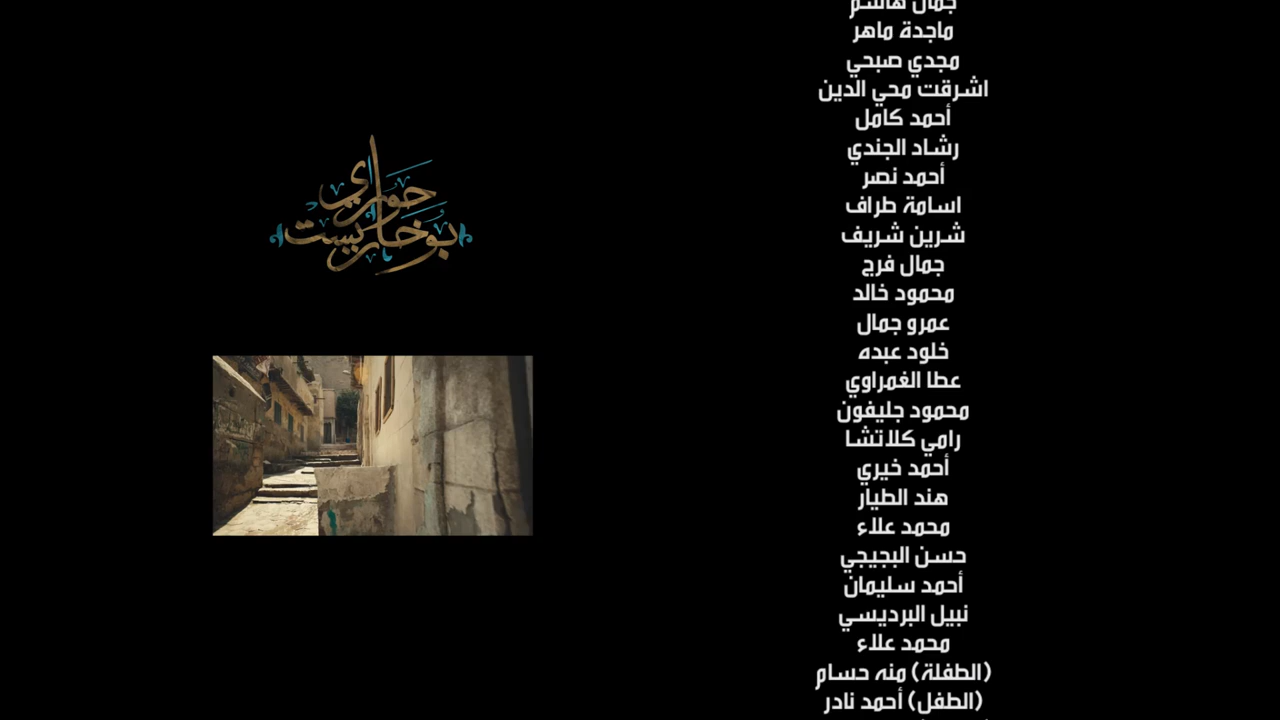 حواري
بوخاريست
جمال هاشم
ماجدة ماهر
مجدي صبحي
اشرقت محي الدين
أحمد كامل
رشاد الجندي
أحمد نصر
اسامة طراف
شرين شريف
جمال فرج
محمود خالد
عمرو جمال
خلود عبده
عطا الغمراوي
محمود جليفون
رامي كلاتشا
أحمد خيري
هند الطيار
محمد علاء
حسن البجيجي
أحمد سليمان
نبيل البرديسي
محمد علاء
(الطفلة) منه حسام
(الطفل) أحمد نادر